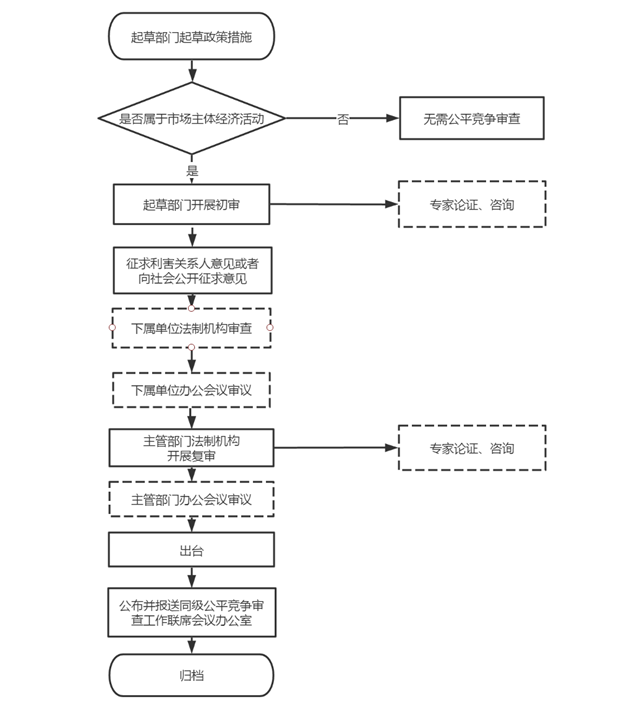 起草部门起草政策措施
是否属于市场主体经济活动
否
无需公平竞争审查
是
起草部门开展初审
专家论证、咨询
征求利害关系人意见或者
向社会公开征求意见
下属单位法制机构审查
下属单位办公会议审议
主管部门法制机构
开展复审
专家论证、咨询
主管部门办公会议审议
出台
公布并报送同级公平竞争审
查工作联席会议办公室
归档